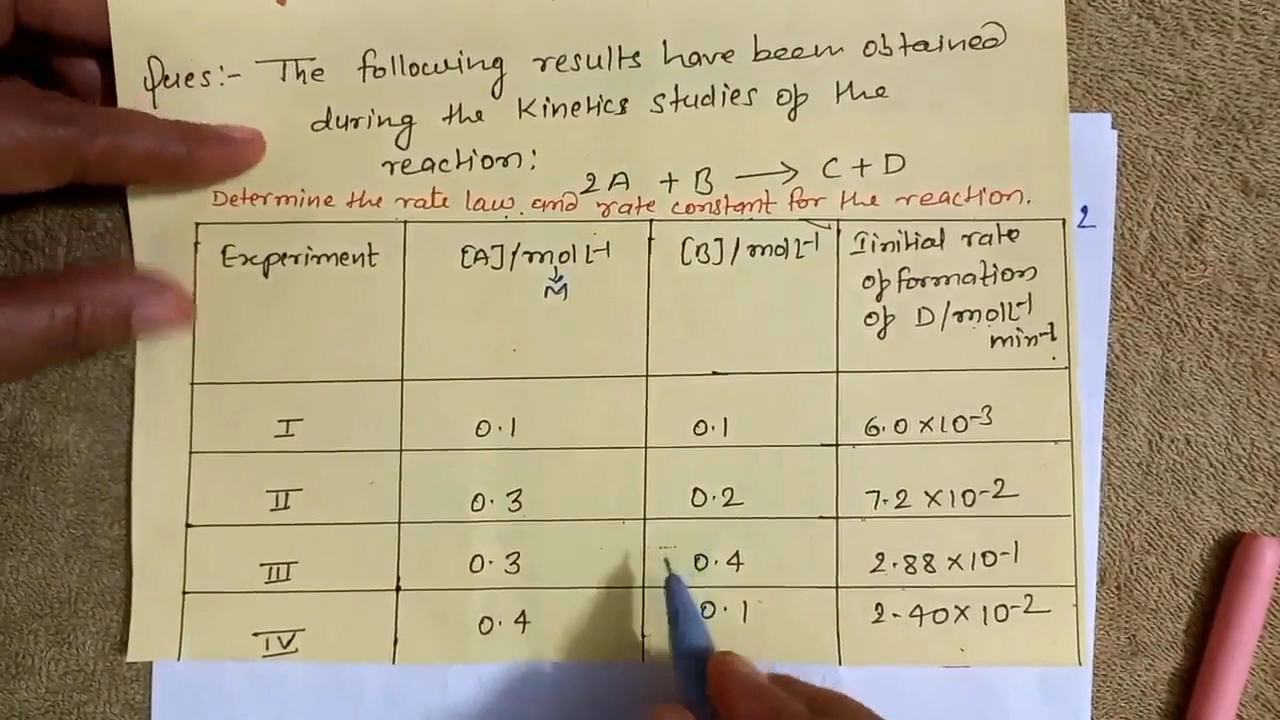 Ques:- The following results have been obtained
during the Kinetics studies of the
reaction:
2A + B → C + D
Determine the rate law and rate constant for the reaction.
2
Experiment
[A]/mol L-1
M
[B]/mol L-1
Iinitial rate
of formation
of D/mol L-1
min-1
I 0.1 0.1 6.0 × 10-3
II 0.3 0.2 7.2 × 10-2
III 0.3 0.4 2.88 × 10-1
IV 0.4 0.1 2.40 × 10-2